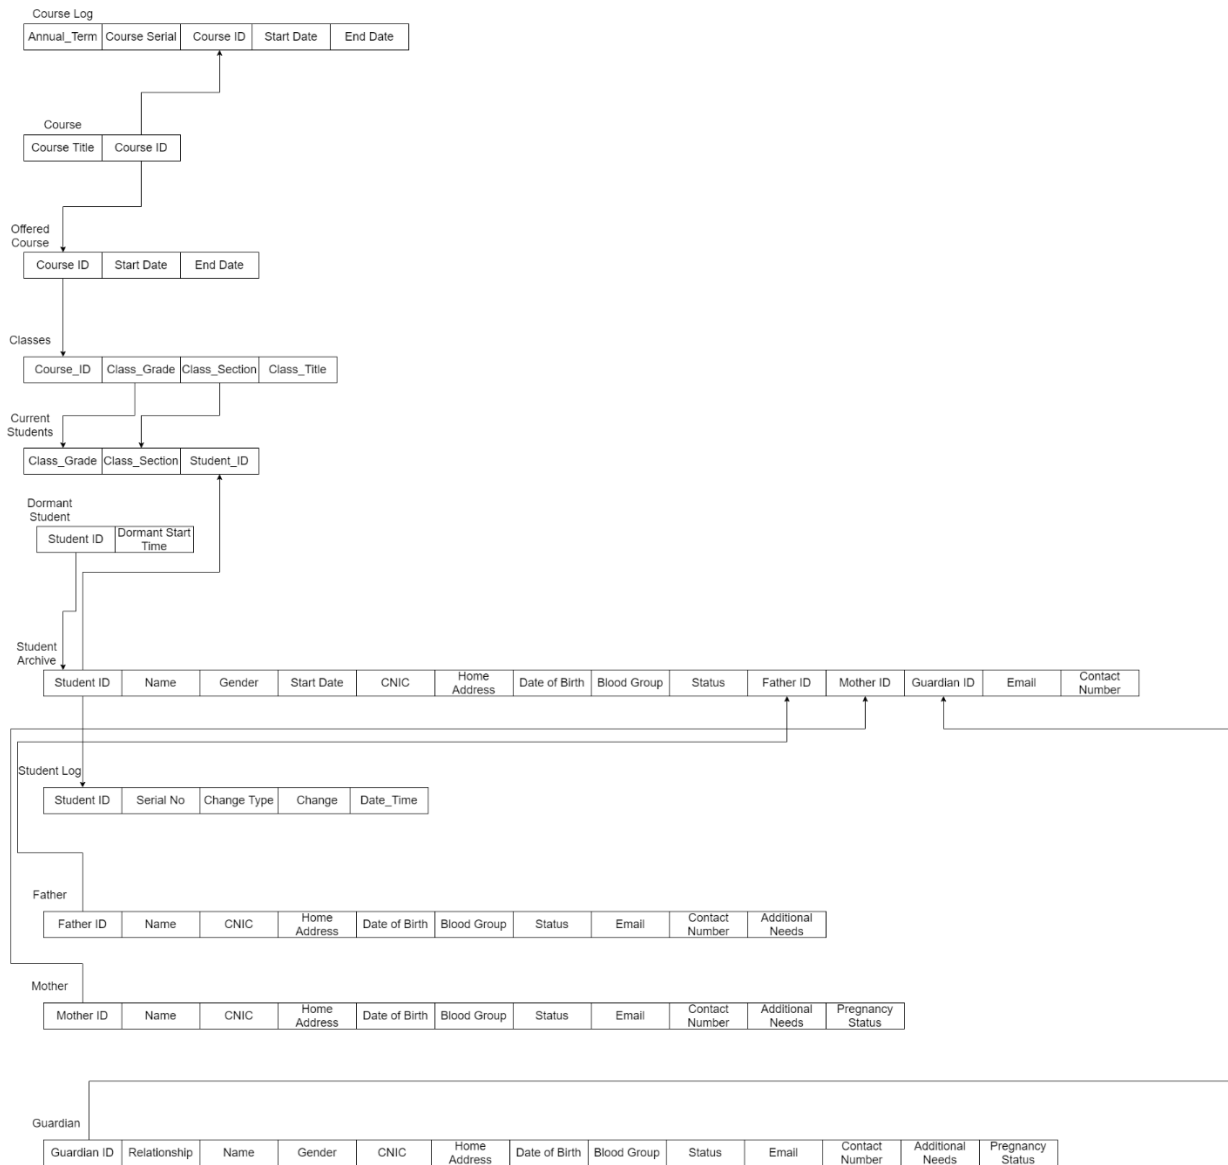 Course Log
Annual_Term Course Serial Course ID Start Date End Date
Course
Course Title Course ID
Offered
Course
Course ID Start Date End Date
Classes
Course_ID Class_Grade Class_Section Class_Title
Current
Students
Class_Grade Class_Section Student_ID
Dormant
Student
Student ID Dormant Start
Time
Student
Archive
Student ID Name Gender Start Date CNIC Home
Address Date of Birth Blood Group Status Father ID Mother ID Guardian ID Email Contact
Number
Student Log
Student ID Serial No Change Type Change Date_Time
Father
Father ID Name CNIC Home
Address Date of Birth Blood Group Status Email Contact
Number Additional
Needs
Mother
Mother ID Name CNIC Home
Address Date of Birth Blood Group Status Email Contact
Number Additional
Needs Pregnancy
Status
Guardian
Guardian ID Relationship Name Gender CNIC Home
Address Date of Birth Blood Group Status Email Contact
Number Additional
Needs Pregnancy
Status